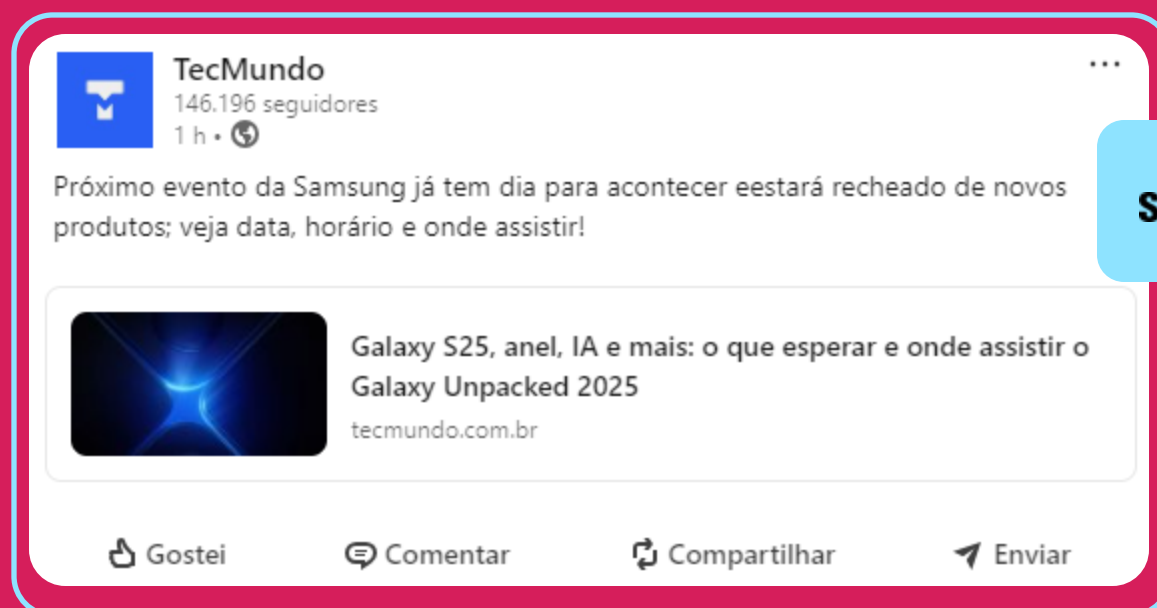 TecMundo
146.196 seguidores
1 h •
Próximo evento da Samsung já tem dia para acontecer eestará recheado de novos
produtos; veja data, horário e onde assistir!
Galaxy S25, anel, IA e mais: o que esperar e onde assistir o
Galaxy Unpacked 2025
tecmundo.com.br
Gostei Comentar Compartilhar Enviar